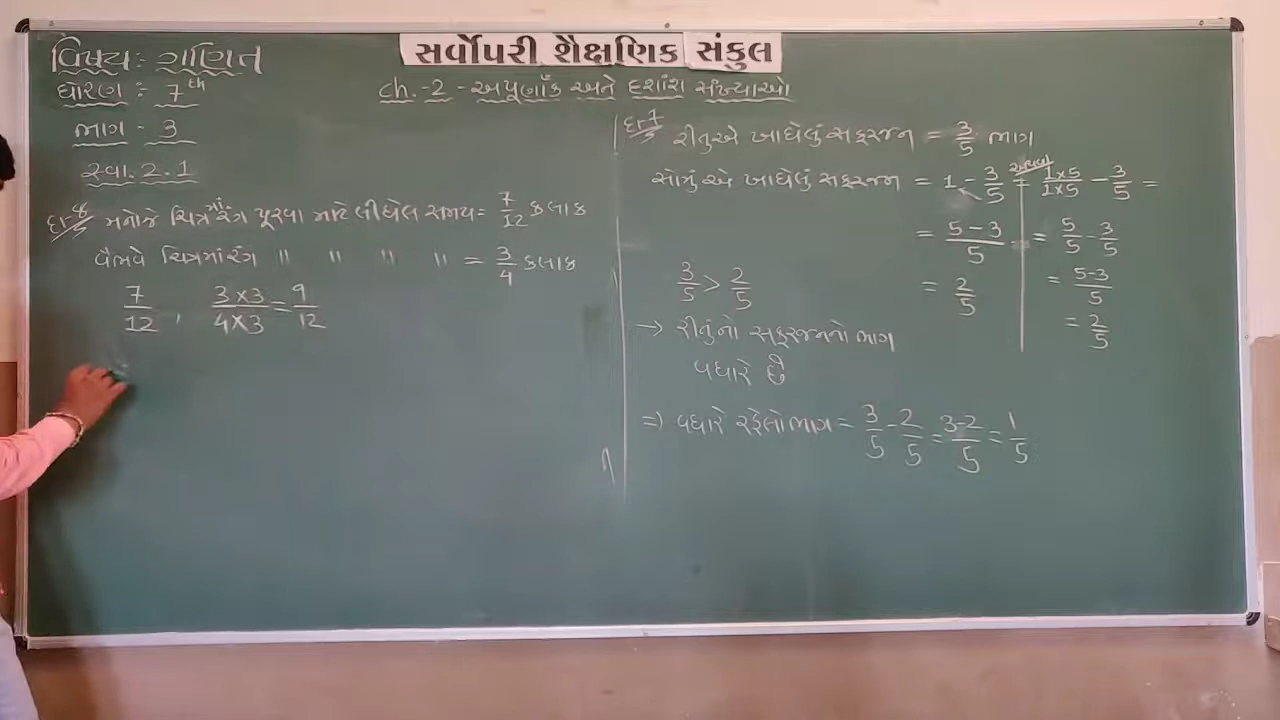 સર્વોપરી શૈક્ષણિક સંકુલ
વિષય: ગણિત
ધોરણ : 7th
ભાગ - 3
સ્વા. 2.1
ch.-2 - અપૂર્ણાંક અને દશાંશ સંખ્યાઓ
દા-8 મનોજે ચિત્રમાં રંગ પૂરવા માટે લીધેલ સમય = 7/12 કલાક
વૈભવે ચિત્રમાં રંગ " " " " = 3/4 કલાક
7/12 , 3×3/4×3 = 9/12
દા-7 રીતુએ ખાધેલું સફરજન = 3/5 ભાગ
સોમુંએ ખાધેલું સફરજન = 1 - 3/5
= 5-3/5
= 2/5
અથવા
= 1×5/1×5 - 3/5 =
= 5/5 - 3/5
= 5-3/5
= 2/5
3/5 > 2/5
→ રીતુંનો સફરજનનો ભાગ
વધારે છે
⇒ વધારે રહેલો ભાગ = 3/5 - 2/5 = 3-2/5 = 1/5